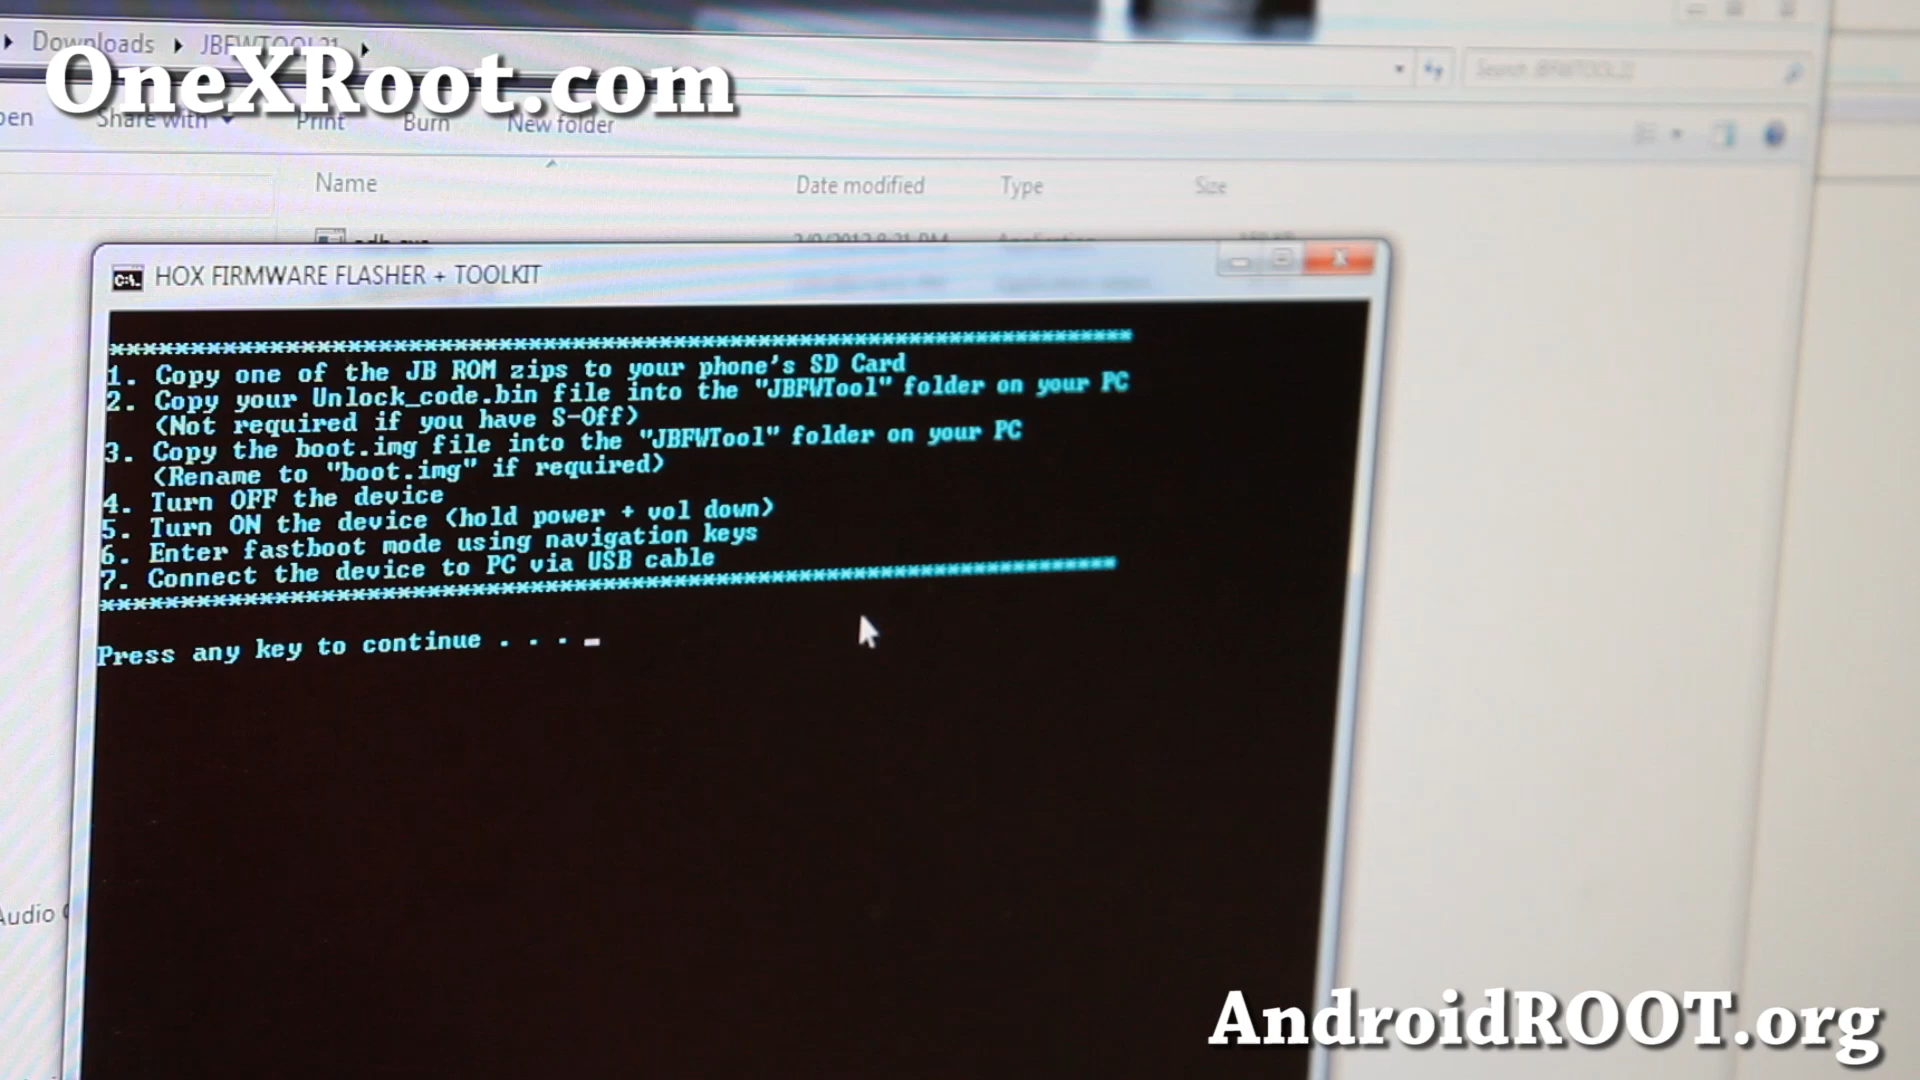 Downloads JBFWTOOL21
OneXRoot.com
Share with Print Burn New folder
Name Date modified Type Size
HOX FIRMWARE FLASHER + TOOLKIT
*****************************************************************
1. Copy one of the JB ROM zips to your phone's SD Card
2. Copy your Unlock_code.bin file into the "JBFWTool" folder on your PC
(Not required if you have S-Off)
3. Copy the boot.img file into the "JBFWTool" folder on your PC
(Rename to "boot.img" if required)
4. Turn OFF the device
5. Turn ON the device (hold power + vol down)
6. Enter fastboot mode using navigation keys
7. Connect the device to PC via USB cable
*****************************************************************
Press any key to continue . . .
Audio
AndroidROOT.org